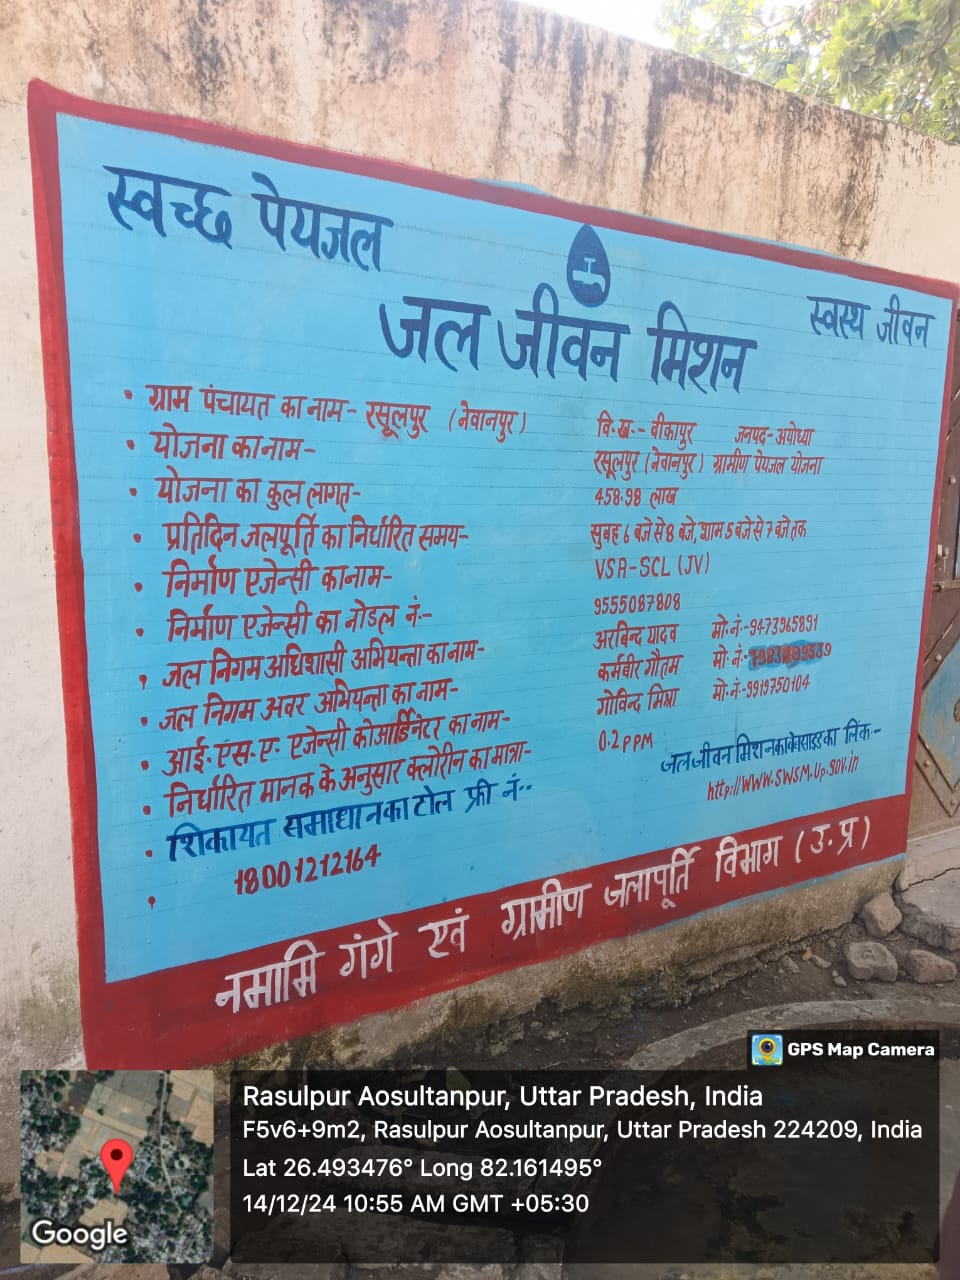 स्वच्छ पेयजल
जल जीवन मिशन
स्वस्थ जीवन
• ग्राम पंचायत का नाम- रसूलपुर (नेवानपुर) वि.ख.- बीकापुर जनपद- अयोध्या
• योजना का नाम- रसूलपुर (नेवानपुर) ग्रामीण पेयजल योजना
• योजना का कुल लागत- 458.98 लाख
• प्रतिदिन जलपूर्ति का निर्धारित समय- सुबह 6 बजे से 8 बजे, शाम 5 बजे से 7 बजे तक
• निर्माण एजेन्सी का नाम- VSA-SCL (JV)
• निर्माण एजेन्सी का नोडल नं.- 9555087808
• जल निगम अधिशासी अभियन्ता का नाम- अरबिन्द यादव मो.नं.-9473965891
• जल निगम अवर अभियन्ता का नाम- कर्मबीर गौतम मो.नं.-
• आई.एस.ए. एजेन्सी कोआर्डिनेटर का नाम- गोविन्द मिश्रा मो.नं.-9919750104
• निर्धारित मानक के अनुसार क्लोरीन का मात्रा- 0.2 PPM
• शिकायत समाधान का टोल फ्री नं..
• 18001212164
जल जीवन मिशन का वेबसाइट का लिंक:-
http://www.swsm.up.gov.in
नमामि गंगे एवं ग्रामीण जलापूर्ति विभाग (उ.प्र)
GPS Map Camera
Rasulpur Aosultanpur, Uttar Pradesh, India
F5v6+9m2, Rasulpur Aosultanpur, Uttar Pradesh 224209, India
Lat 26.493476° Long 82.161495°
14/12/24 10:55 AM GMT +05:30
Google